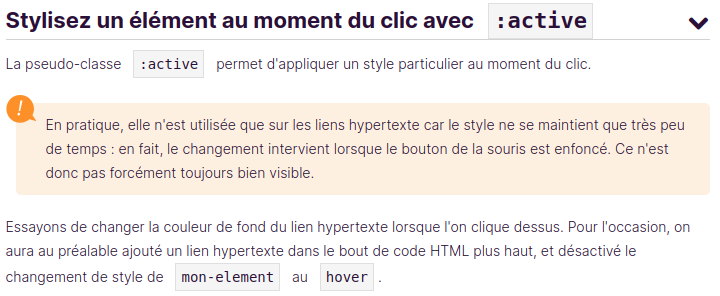 Stylisez un élément au moment du clic avec :active
La pseudo-classe :active permet d'appliquer un style particulier au moment du clic.
!
En pratique, elle n'est utilisée que sur les liens hypertexte car le style ne se maintient que très peu
de temps : en fait, le changement intervient lorsque le bouton de la souris est enfoncé. Ce n'est
donc pas forcément toujours bien visible.
Essayons de changer la couleur de fond du lien hypertexte lorsque l'on clique dessus. Pour l'occasion, on
aura au préalable ajouté un lien hypertexte dans le bout de code HTML plus haut, et désactivé le
changement de style de mon-element au hover .